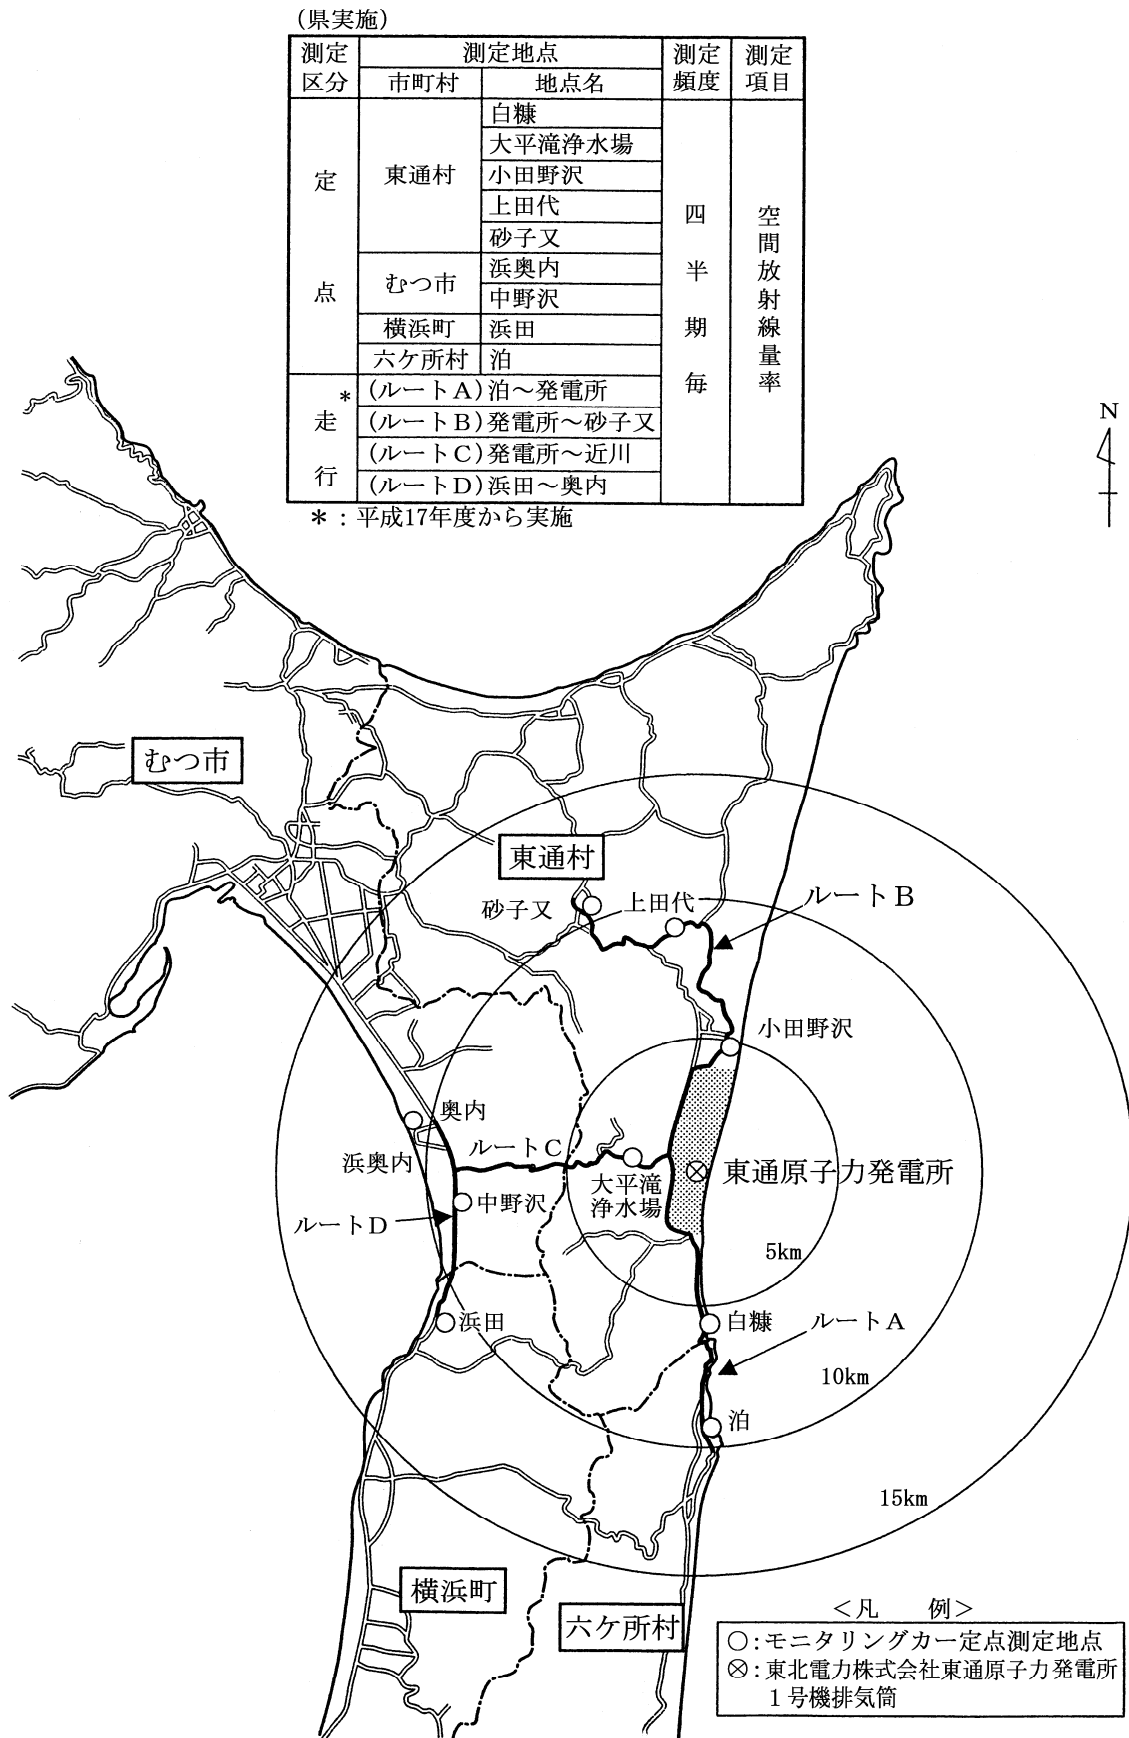 (県実施)
測定区分 測定地点 測定頻度 測定項目
市町村 地点名
定点 東通村 白糠 四半期毎 空間放射線量率
大平滝浄水場
小田野沢
上田代
砂子又
むつ市 浜奥内
中野沢
横浜町 浜田
六ケ所村 泊
走行 * (ルートA)泊～発電所
(ルートB)発電所～砂子又
(ルートC)発電所～近川
(ルートD)浜田～奥内
*：平成17年度から実施
N
むつ市
東通村
砂子又
上田代
ルートB
小田野沢
奥内
ルートC
浜奥内
大平滝
浄水場
東通原子力発電所
中野沢
ルートD
5km
浜田
白糠
ルートA
10km
泊
15km
横浜町
六ケ所村
＜凡　例＞
○：モニタリングカー定点測定地点
⊗：東北電力株式会社東通原子力発電所
１号機排気筒